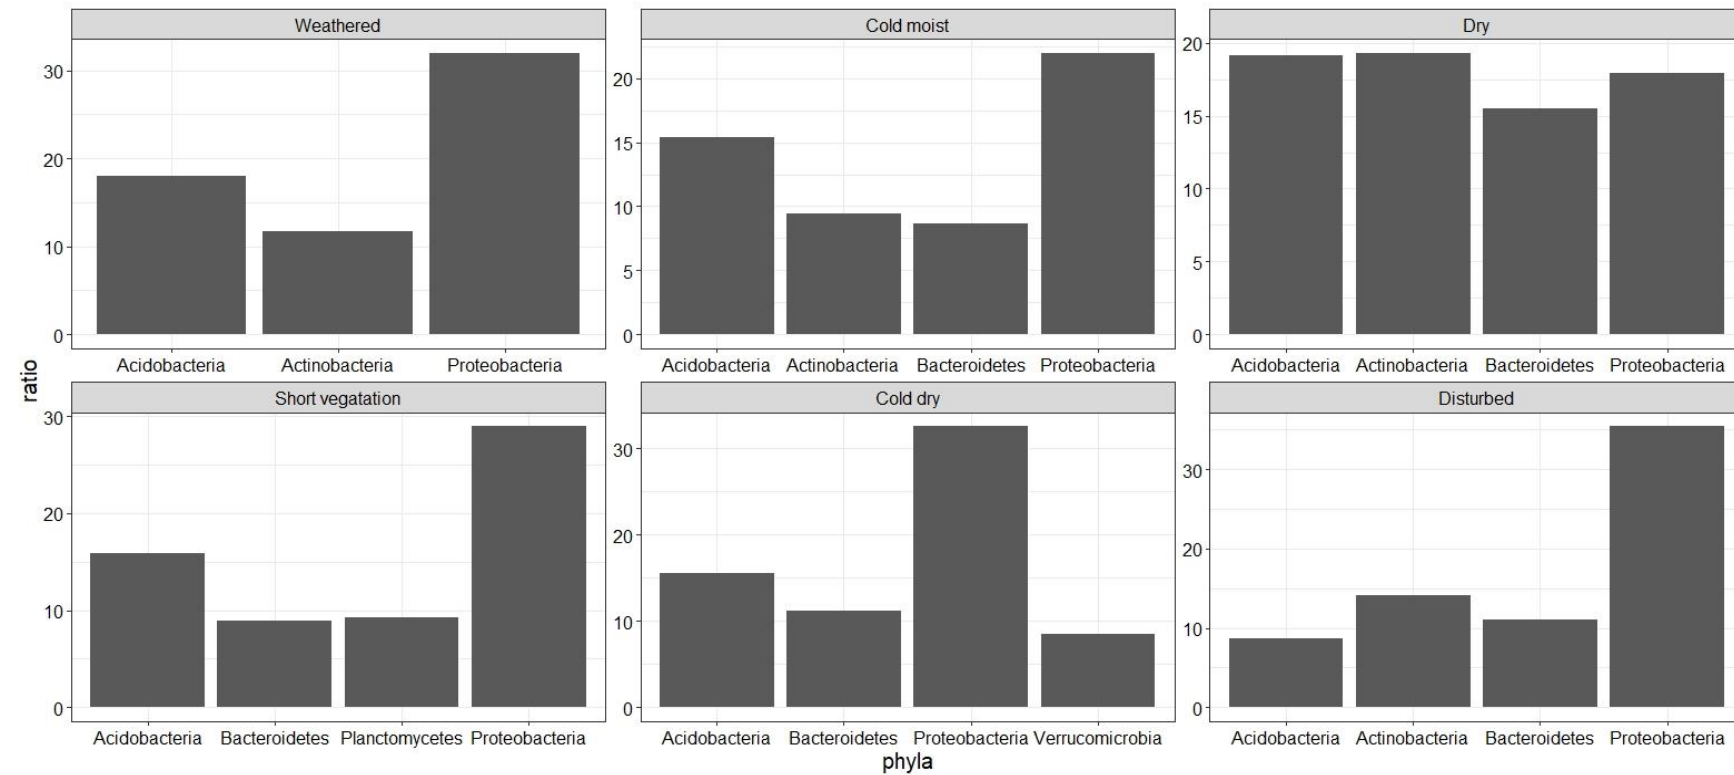 Weathered
Cold moist
Dry
30
20
10
0
Acidobacteria Actinobacteria Proteobacteria
20
15
10
5
0
Acidobacteria Actinobacteria Bacteroidetes Proteobacteria
20
15
10
5
0
Acidobacteria Actinobacteria Bacteroidetes Proteobacteria
ratio
Short vegatation
Cold dry
Disturbed
30
20
10
0
Acidobacteria Bacteroidetes Planctomycetes Proteobacteria
30
20
10
0
Acidobacteria Bacteroidetes Proteobacteria Verrucomicrobia
30
20
10
0
Acidobacteria Actinobacteria Bacteroidetes Proteobacteria
phyla